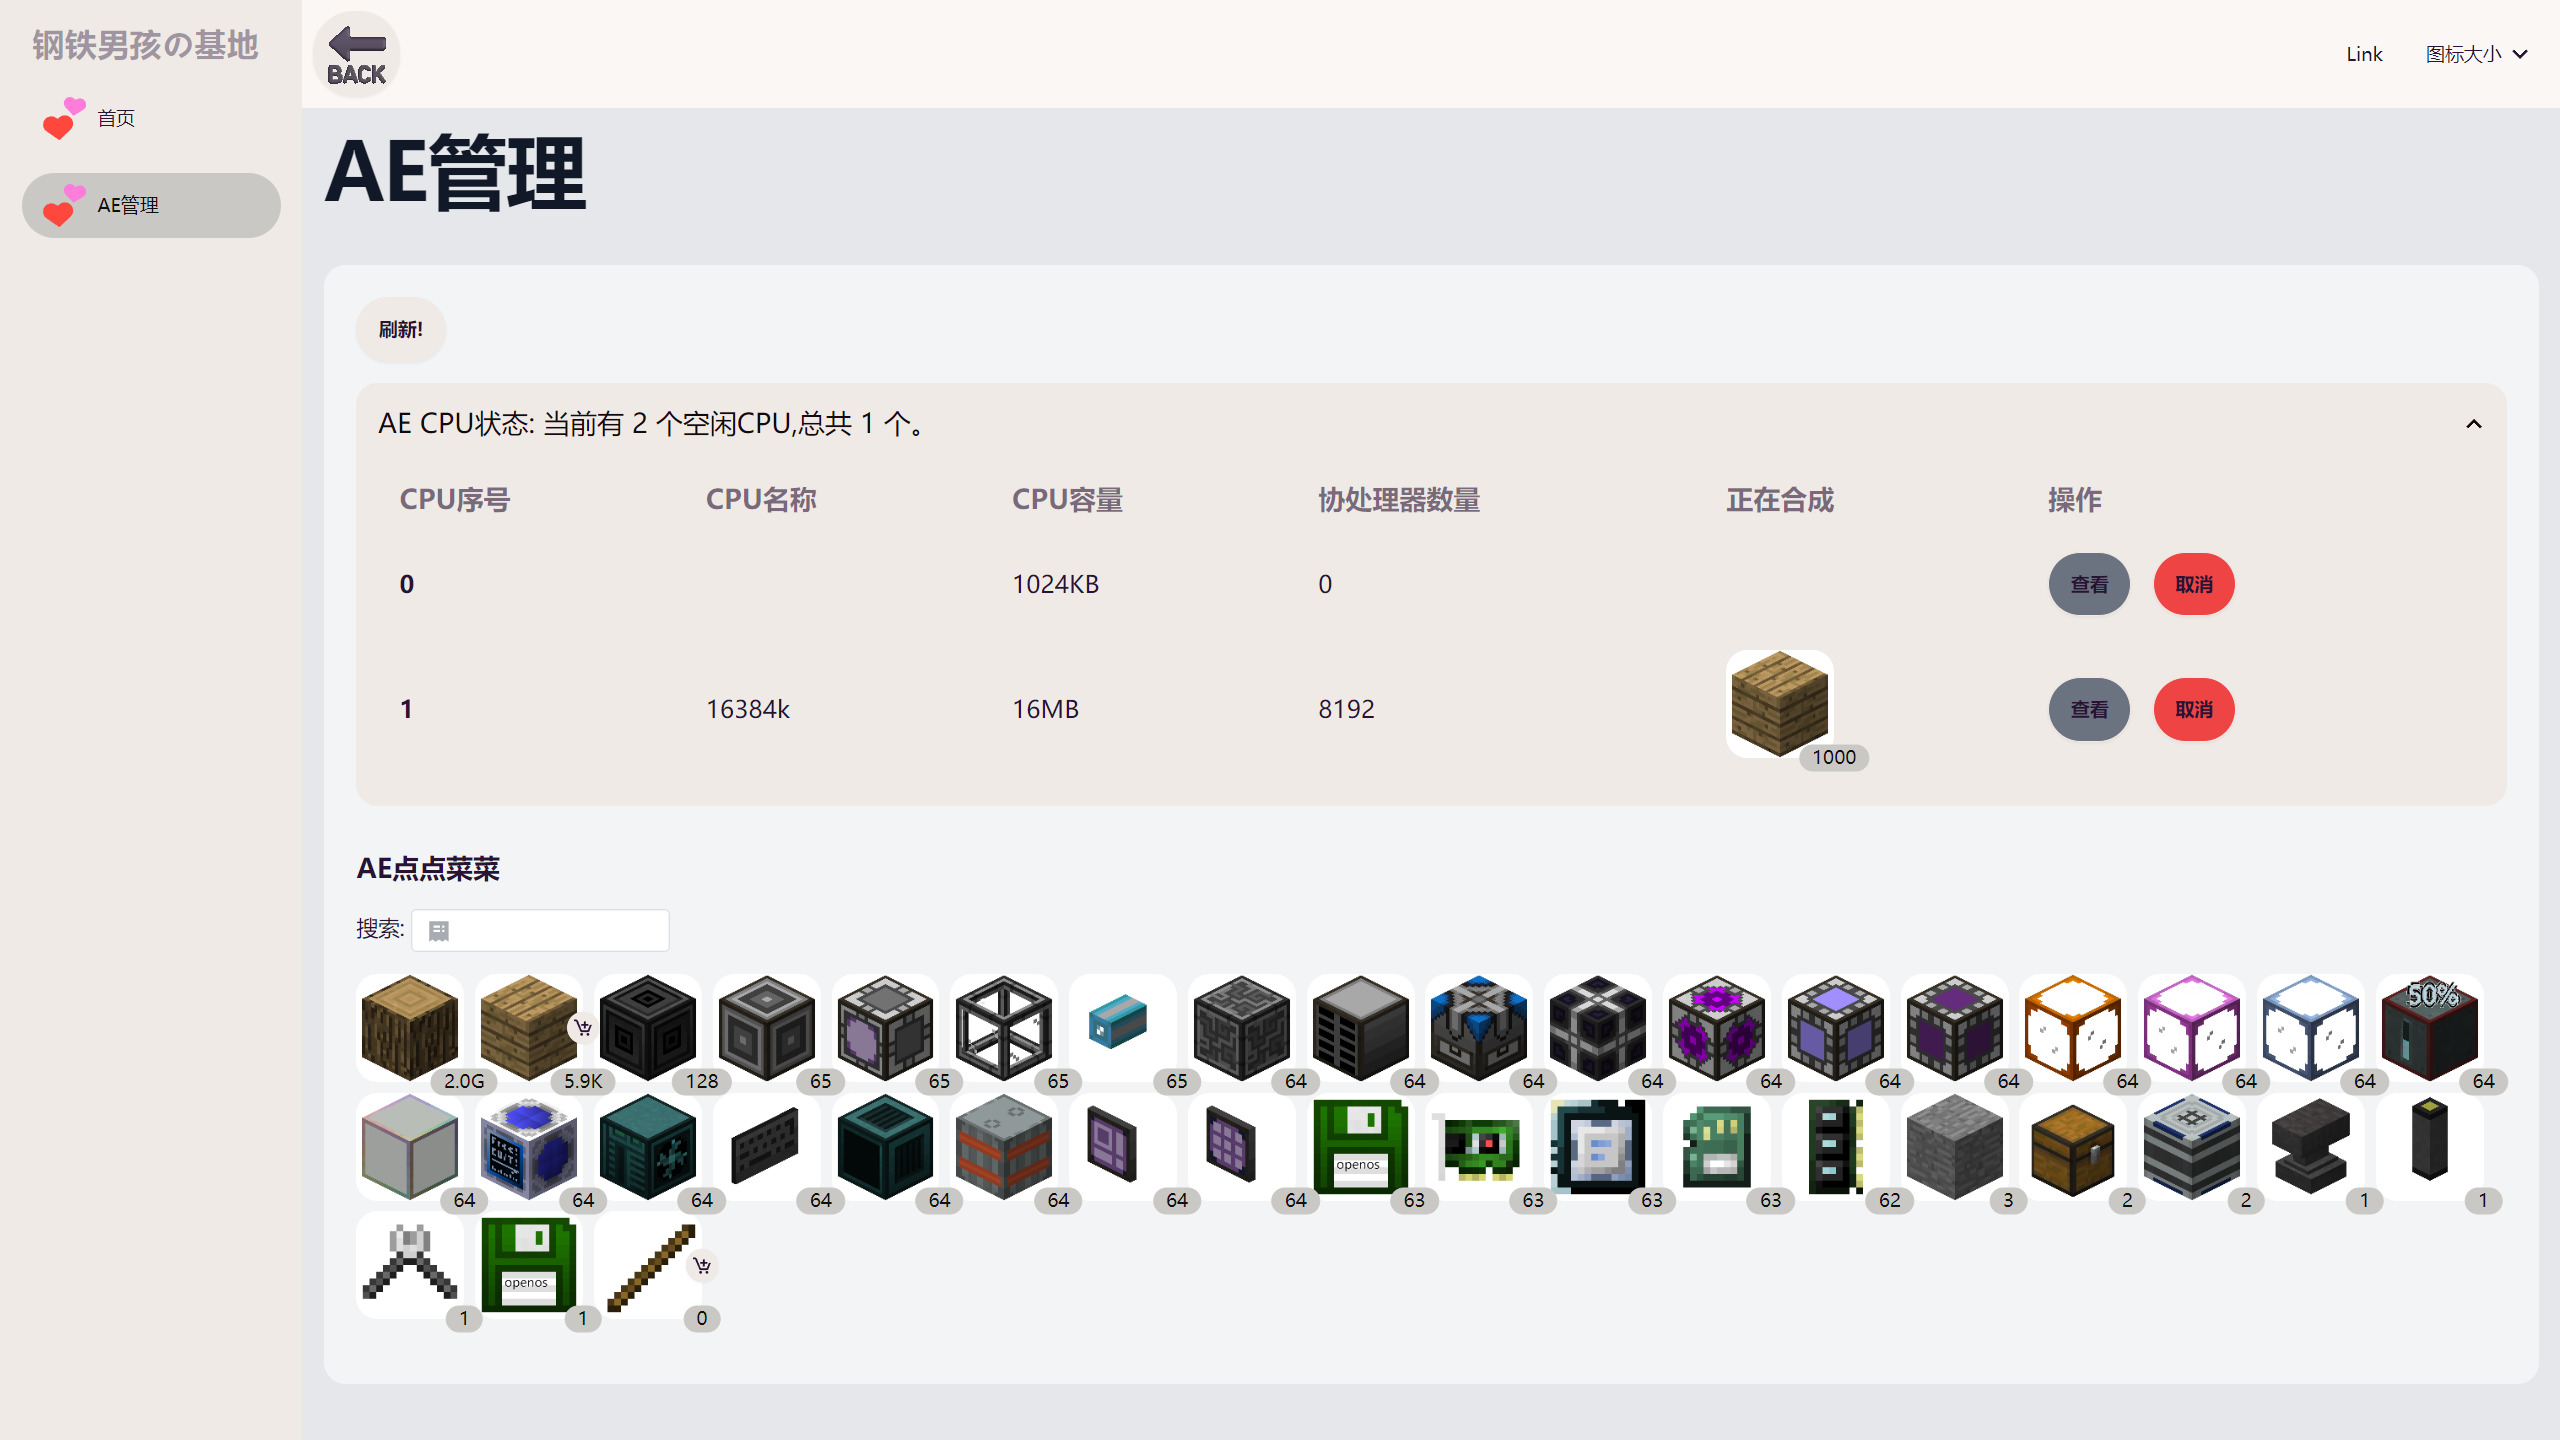 钢铁男孩の基地
首页
AE管理
BACK
Link
图标大小
AE管理
刷新!
AE CPU状态: 当前有 2 个空闲CPU,总共 1 个。
CPU序号 CPU名称 CPU容量 协处理器数量 正在合成 操作
0 1024KB 0 查看 取消
1 16384k 16MB 8192 1000 查看 取消
AE点点菜菜
搜索:
50%
2.0G 5.9K 128 65 65 65 65 64 64 64 64 64 64 64 64 64 64 64
openos
64 64 64 64 64 64 64 64 63 63 63 63 62 3 2 2 1 1
openos
1 1 0